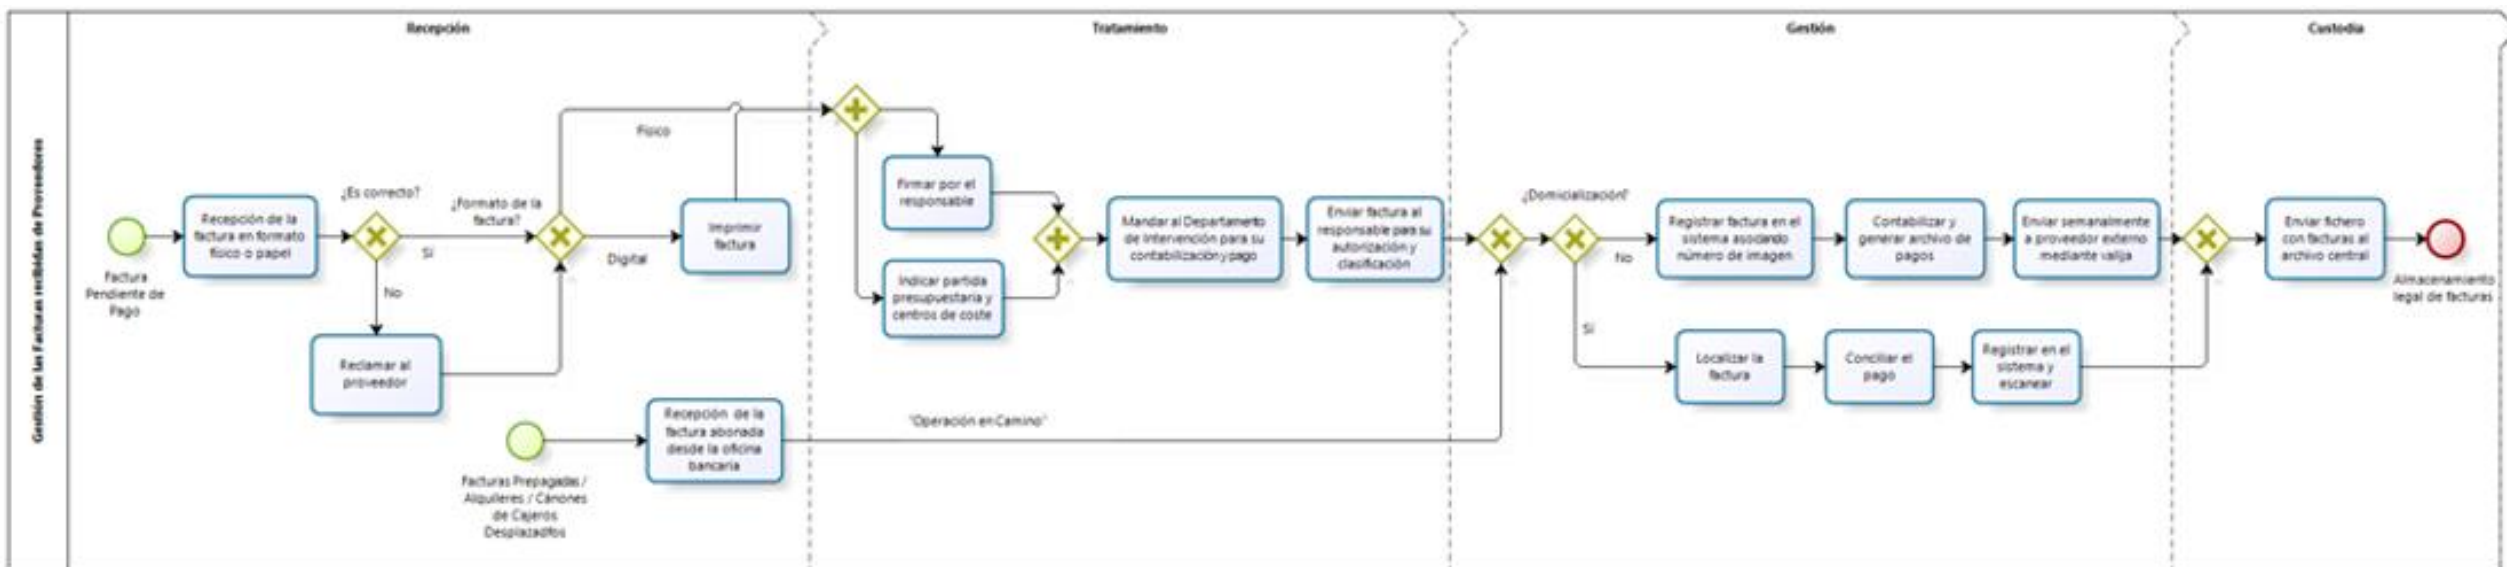 Gestión de las Facturas recibidas de Proveedores
Recepción
Tratamiento
Gestión
Custodia
Factura
Pendiente de
Pago
Recepción de la
factura en formato
físico o papel
¿Es correcto?
Sí
No
Reclamar al
proveedor
¿Formato de la
factura?
Físico
Digital
Imprimir
factura
Facturas Prepagadas /
Alquileres / Cánones
de Cajeros
Recepción de la
factura abonada
desde la oficina
bancaria
"Operación en Camino"
Firmar por el
responsable
Indicar partida
presupuestaria y
centros de coste
Mandar al Departamento
de Intervención para su
contabilización y pago
Enviar factura al
responsable para su
autorización y
clasificación
¿Domicialización?
No
Sí
Registrar factura en el
sistema asociando
número de imagen
Contabilizar y
generar archivo de
pagos
Enviar semanalmente
a proveedor externo
mediante valija
Localizar la
factura
Conciliar el
pago
Registrar en el
sistema y
escanear
Enviar fichero
con facturas al
archivo central
Almacenamiento
legal de facturas